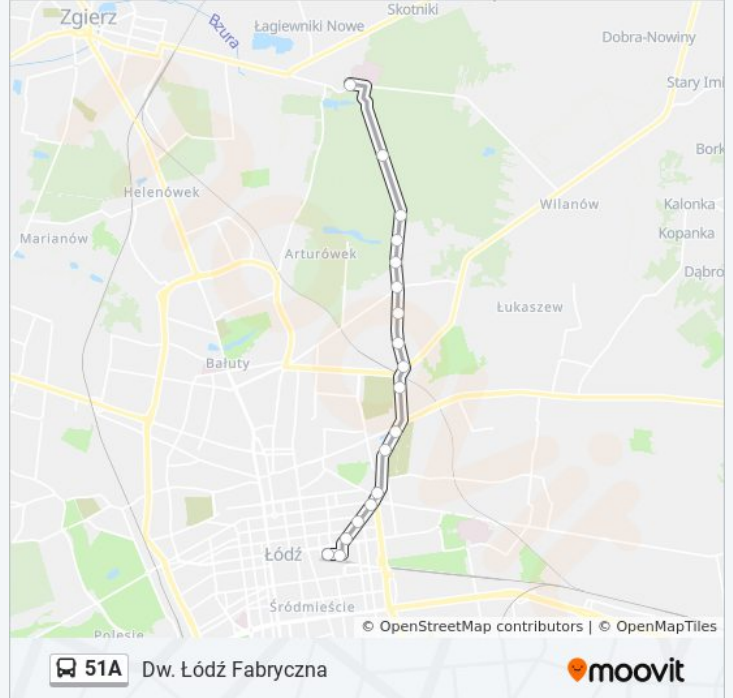 Skotniki
Zgierz
Bzura
Łagiewniki Nowe
Dobra-Nowiny
Stary Imi
Bork
Helenówek
Wilanów
Kalonka
Marianów
Kopanka
Arturówek
Dąbro
Łukaszew
Bałuty
Łódź
Śródmieście
Polesie
© OpenStreetMap contributors | © OpenMapTiles
51A Dw. Łódź Fabryczna
moovit